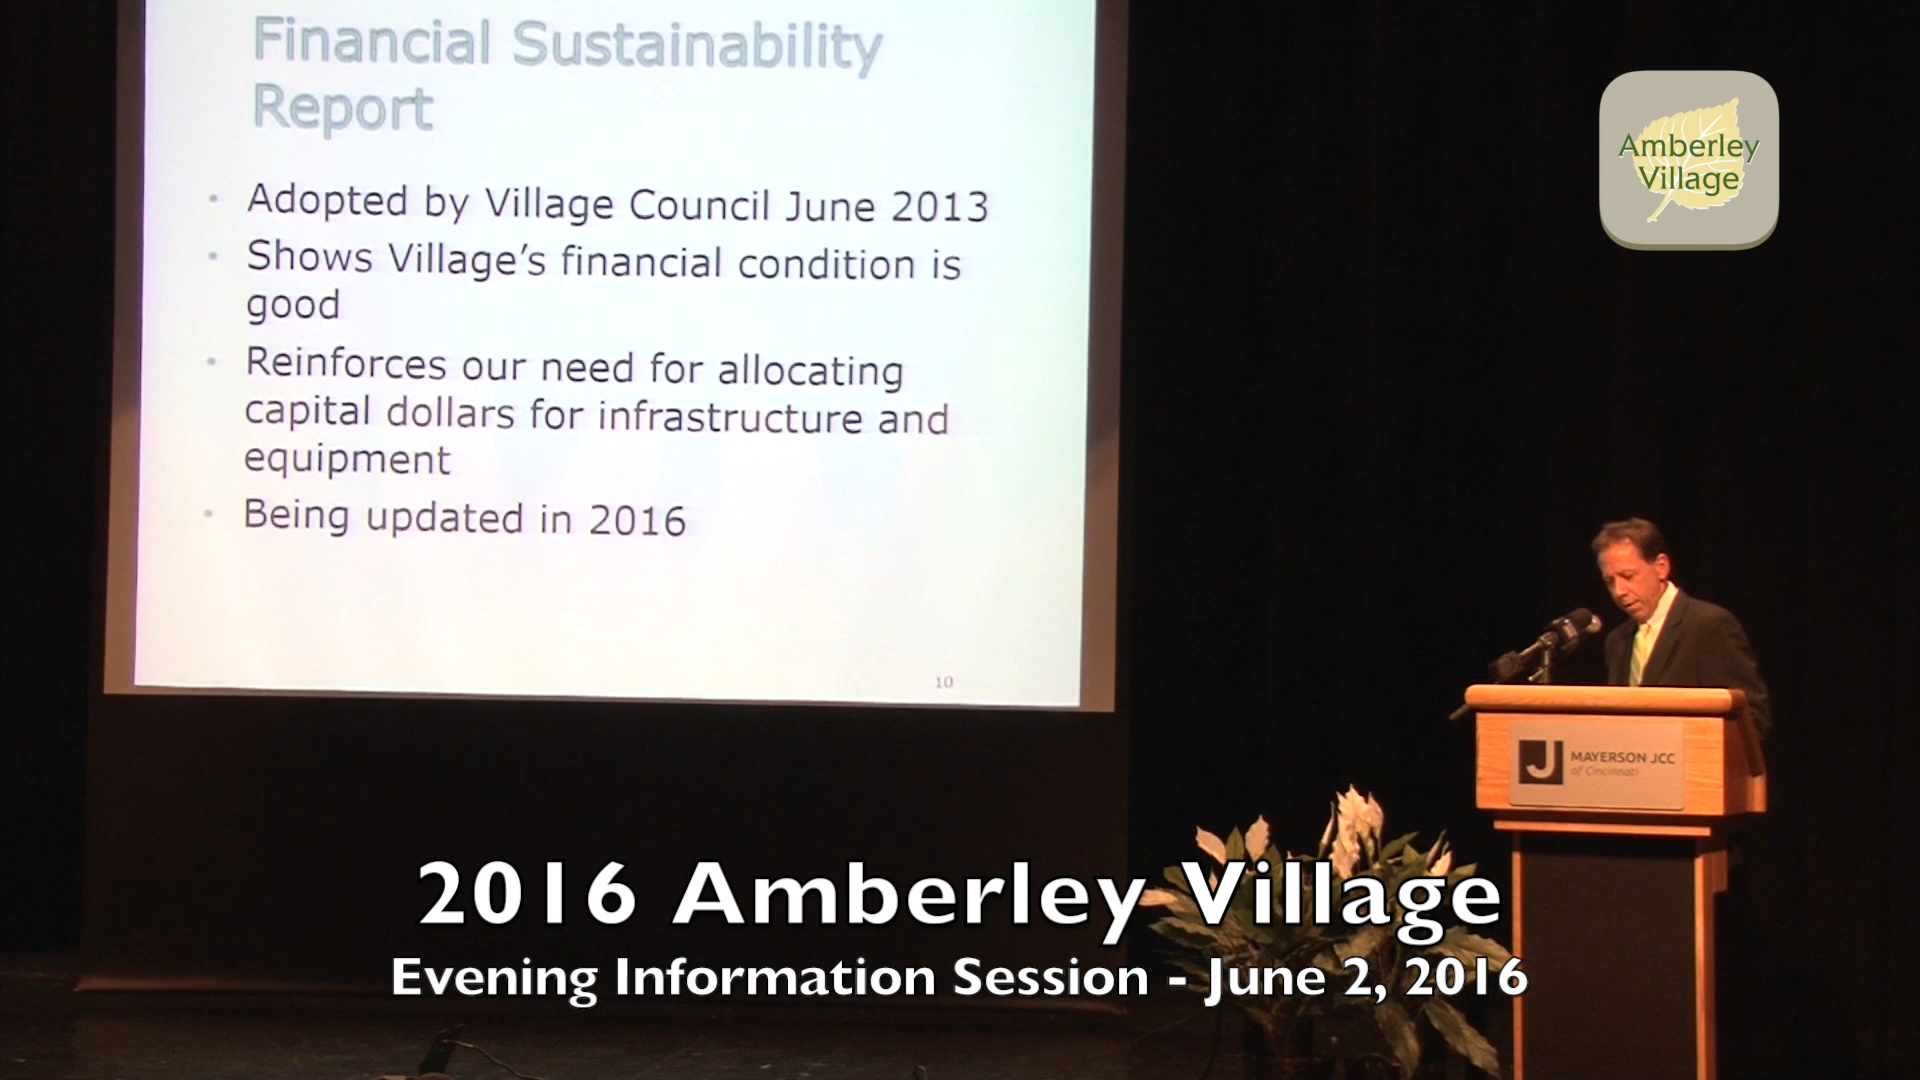 Financial Sustainability
Report
• Adopted by Village Council June 2013
• Shows Village's financial condition is
good
• Reinforces our need for allocating
capital dollars for infrastructure and
equipment
• Being updated in 2016
10
Amberley
Village
J MAYERSON JCC
of Cincinnati
2016 Amberley Village
Evening Information Session - June 2, 2016